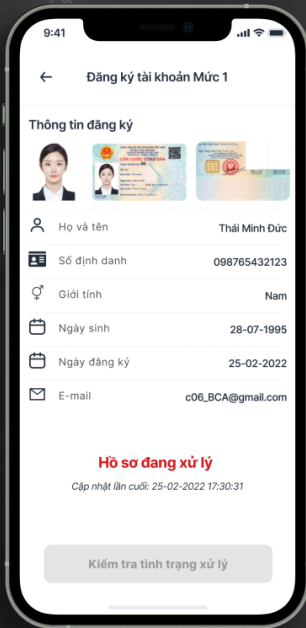 9:41
Đăng ký tài khoản Mức 1
Thông tin đăng ký
CĂN CƯỚC CÔNG DÂN
Họ và tên Thái Minh Đức
Số định danh 098765432123
Giới tính Nam
Ngày sinh 28-07-1995
Ngày đăng ký 25-02-2022
E-mail c06_BCA@gmail.com
Hồ sơ đang xử lý
Cập nhật lần cuối: 25-02-2022 17:30:31
Kiểm tra tình trạng xử lý